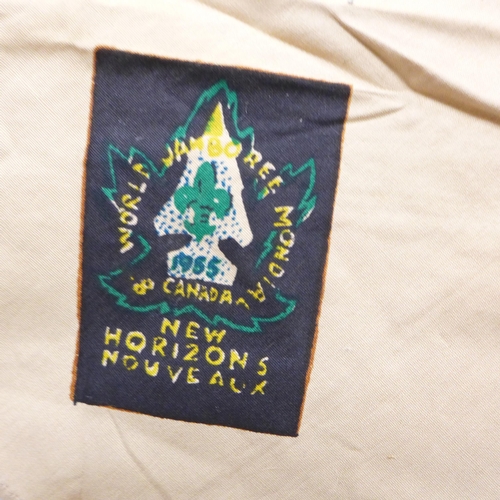 WORLD JAMBOREE MONDIAL
1955
8 CANADA
NEW
HORIZONS
NOUVEAUX